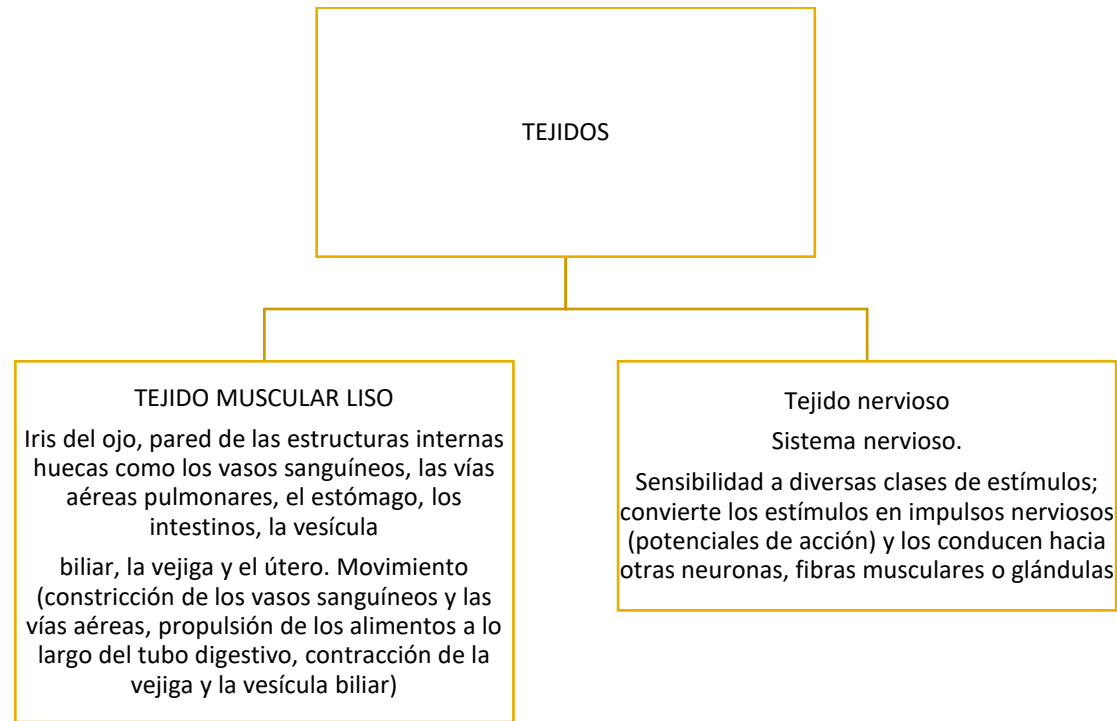 TEJIDOS
TEJIDO MUSCULAR LISO
Iris del ojo, pared de las estructuras internas
huecas como los vasos sanguíneos, las vías
aéreas pulmonares, el estómago, los
intestinos, la vesícula
biliar, la vejiga y el útero. Movimiento
(constricción de los vasos sanguíneos y las
vías aéreas, propulsión de los alimentos a lo
largo del tubo digestivo, contracción de la
vejiga y la vesícula biliar)
Tejido nervioso
Sistema nervioso.
Sensibilidad a diversas clases de estímulos;
convierte los estímulos en impulsos nerviosos
(potenciales de acción) y los conducen hacia
otras neuronas, fibras musculares o glándulas